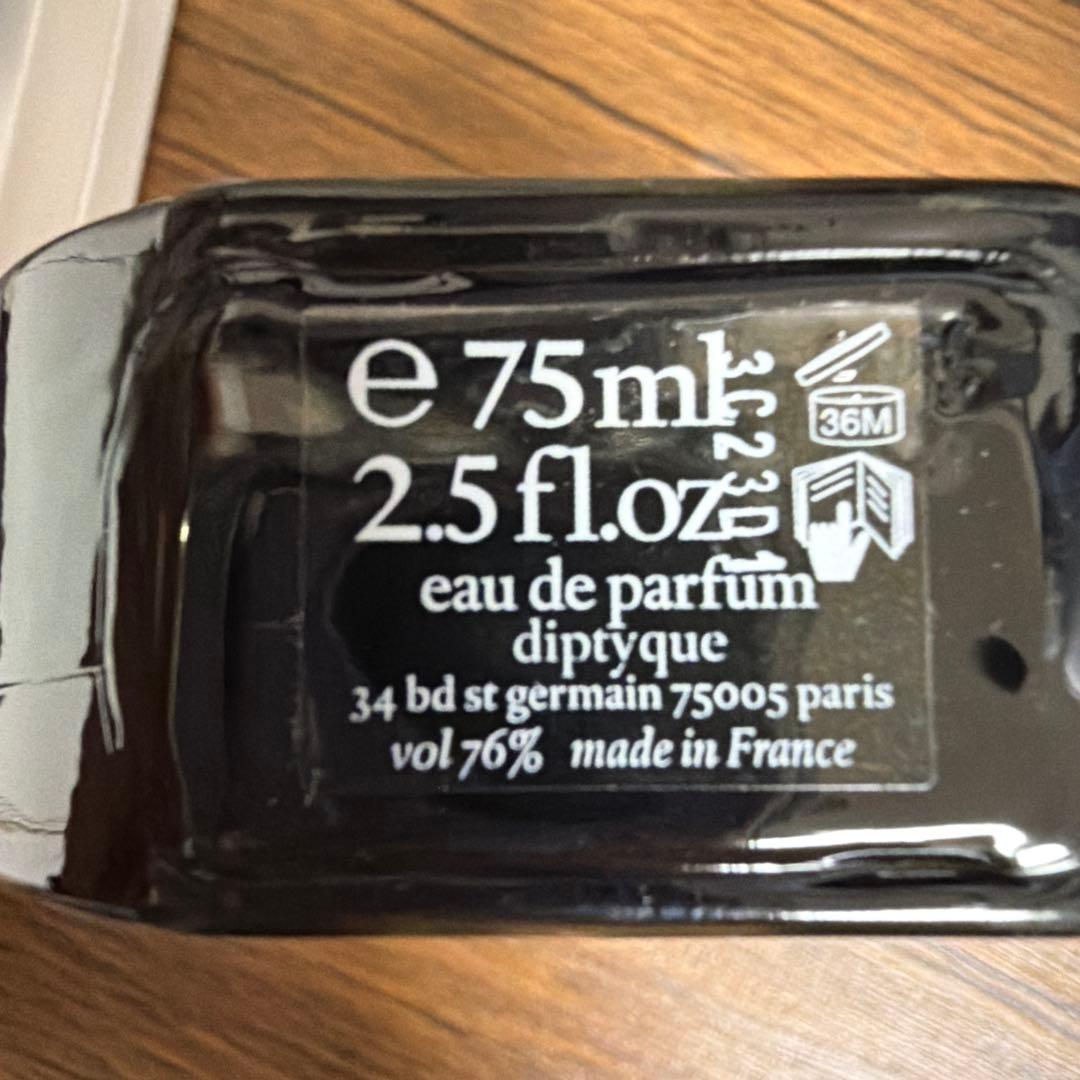 e 75ml
2.5 fl.oz
eau de parfum
diptyque
34 bd st germain 75005 paris
vol 76% made in France
3C23D1
36M